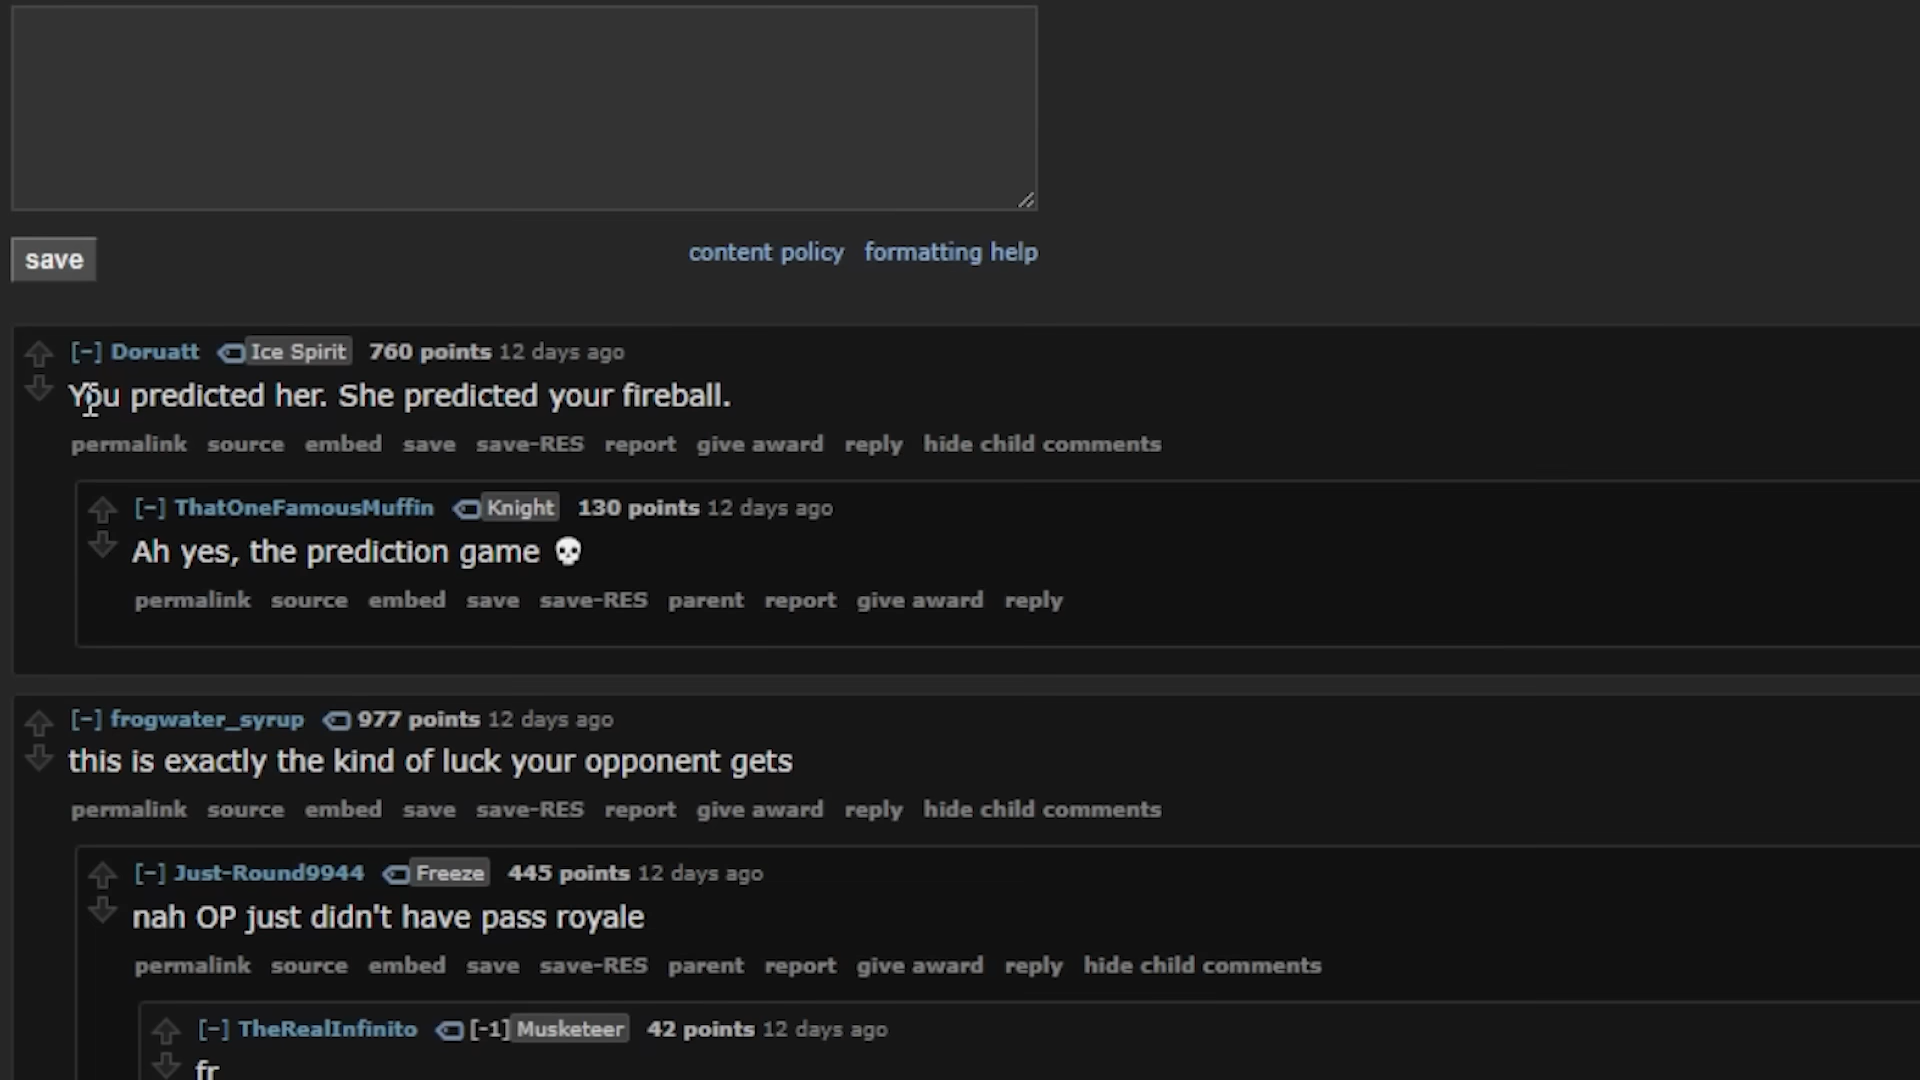 save
content policy formatting help
[-] Doruatt Ice Spirit 760 points 12 days ago
You predicted her. She predicted your fireball.
permalink source embed save save-RES report give award reply hide child comments
[-] ThatOneFamousMuffin Knight 130 points 12 days ago
Ah yes, the prediction game 💀
permalink source embed save save-RES parent report give award reply
[-] frogwater_syrup 977 points 12 days ago
this is exactly the kind of luck your opponent gets
permalink source embed save save-RES report give award reply hide child comments
[-] Just-Round9944 Freeze 445 points 12 days ago
nah OP just didn't have pass royale
permalink source embed save save-RES parent report give award reply hide child comments
[-] TheRealInfinito [-1] Musketeer 42 points 12 days ago
fr